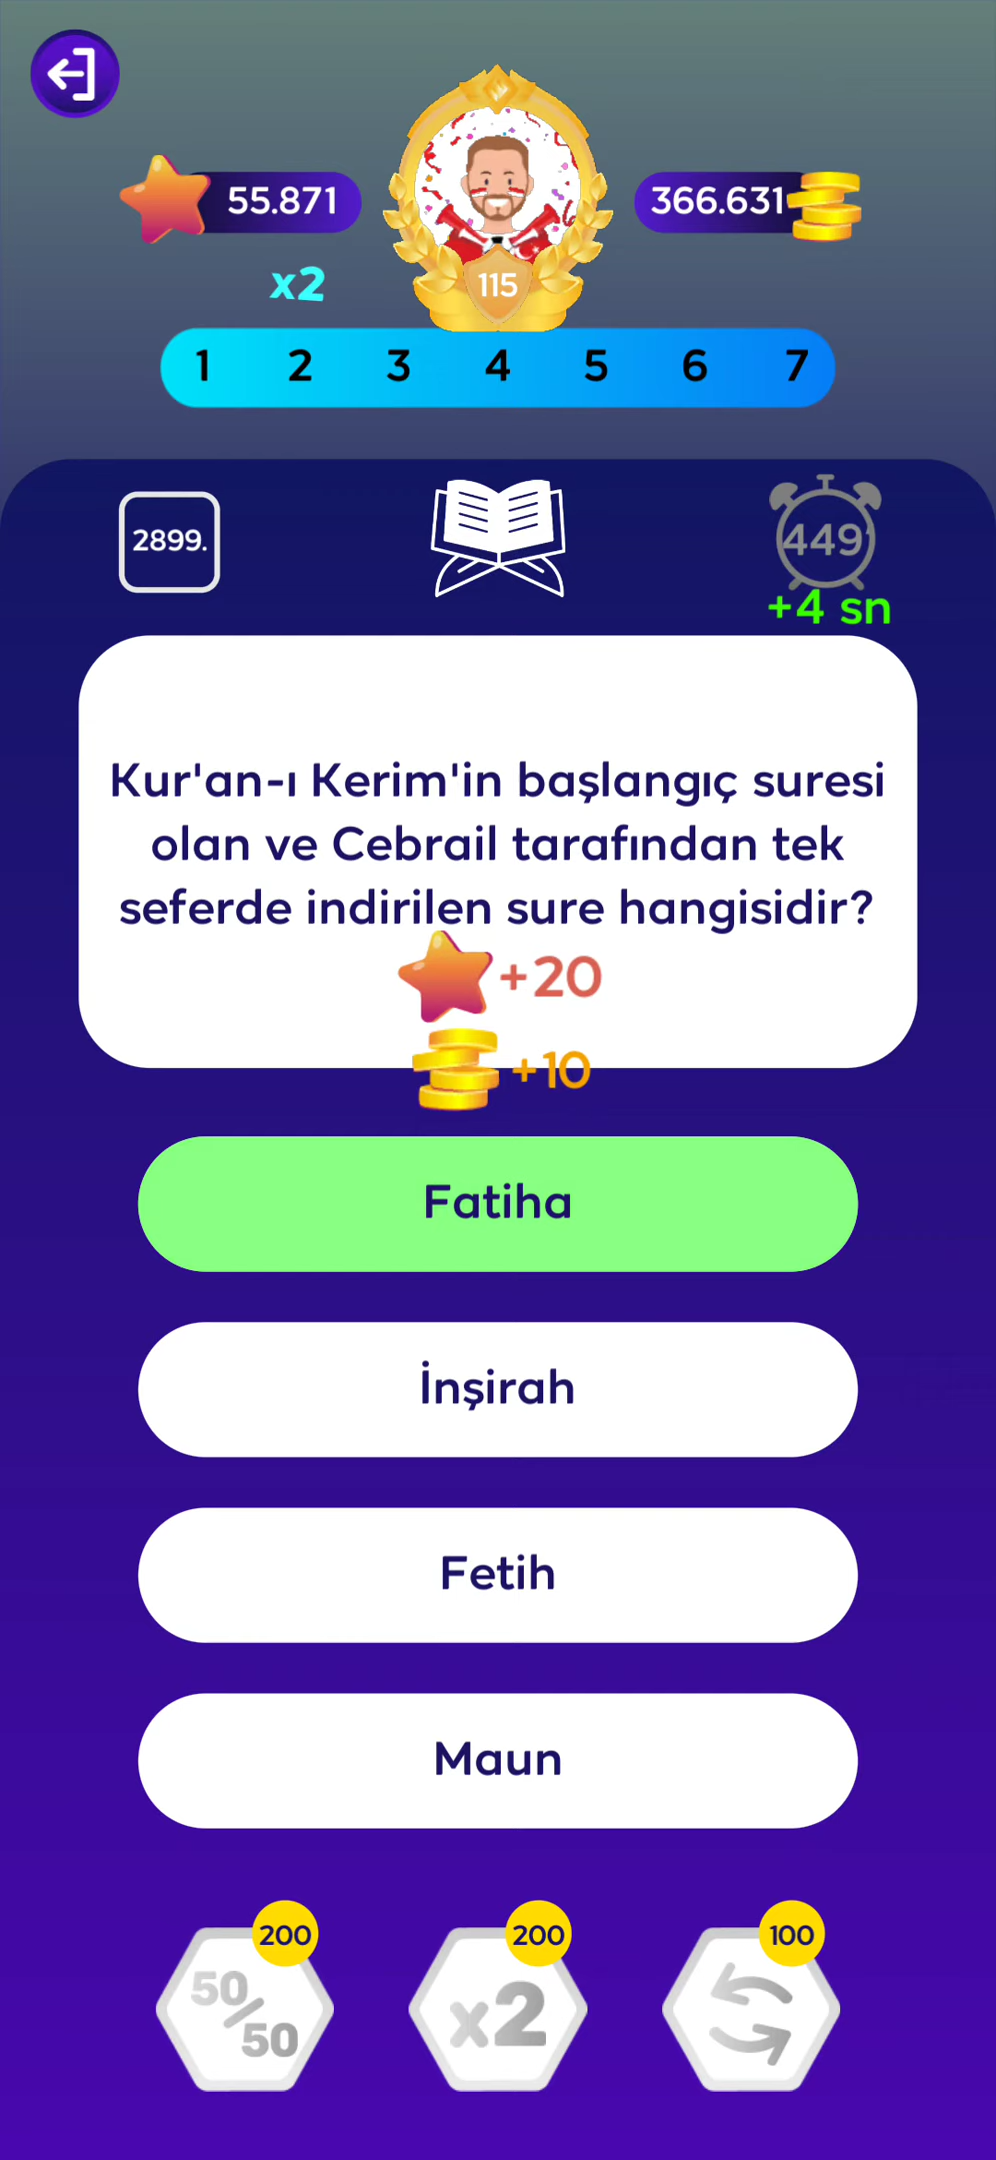 55.871
366.631
x2
115
1 2 3 4 5 6 7
2899.
449
+4 sn
Kur'an-ı Kerim'in başlangıç suresi
olan ve Cebrail tarafından tek
seferde indirilen sure hangisidir?
+20
+10
Fatiha
İnşirah
Fetih
Maun
200
200
100
50/50
x2